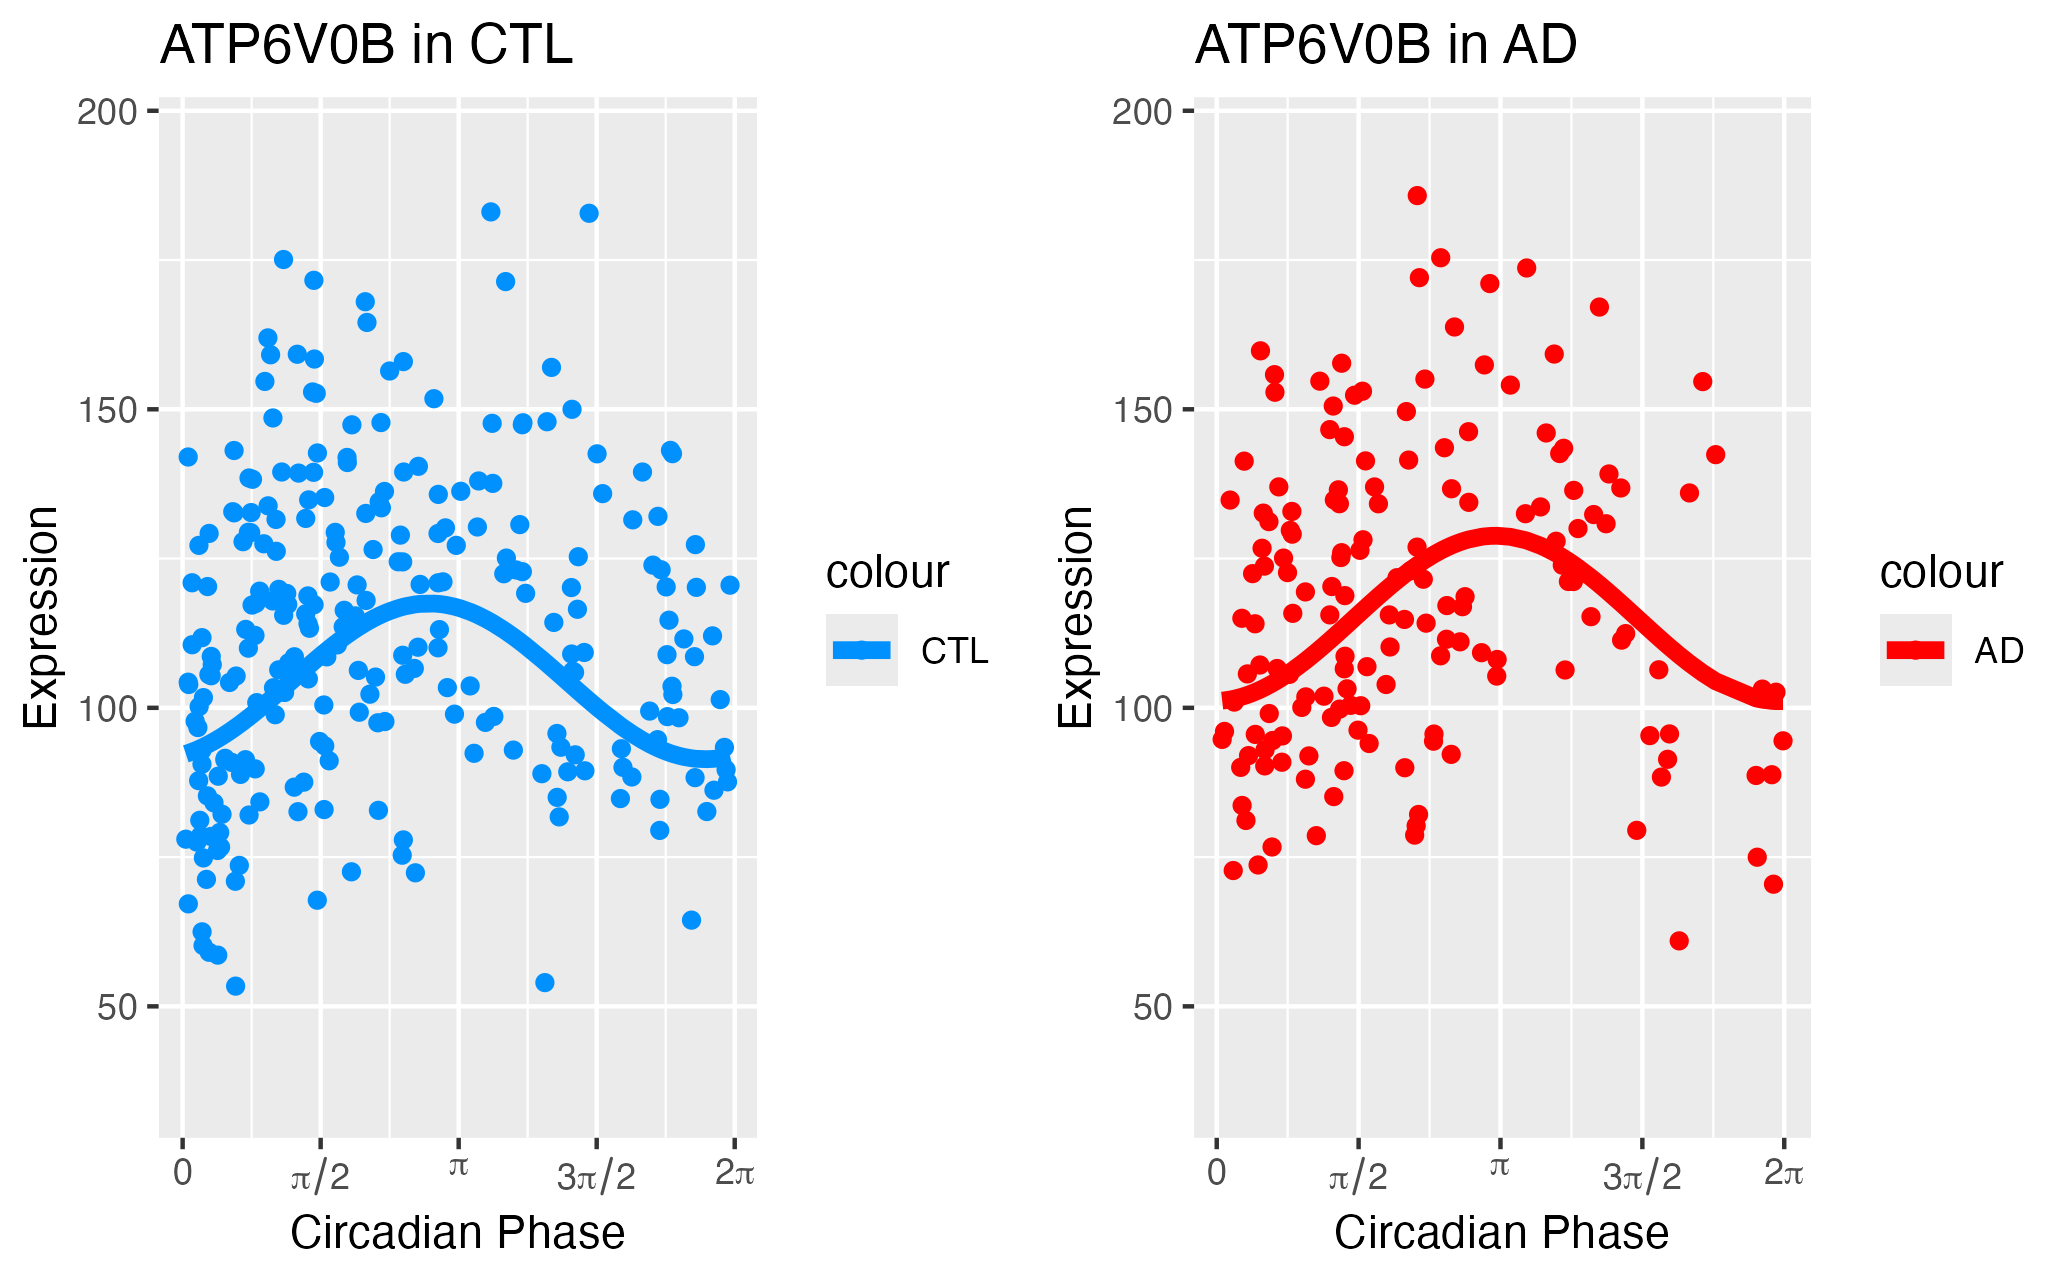 ATP6V0B in CTL
Expression
200
150
100
50
0
π/2
π
3π/2
2π
Circadian Phase
colour
CTL
ATP6V0B in AD
Expression
200
150
100
50
0
π/2
π
3π/2
2π
Circadian Phase
colour
AD